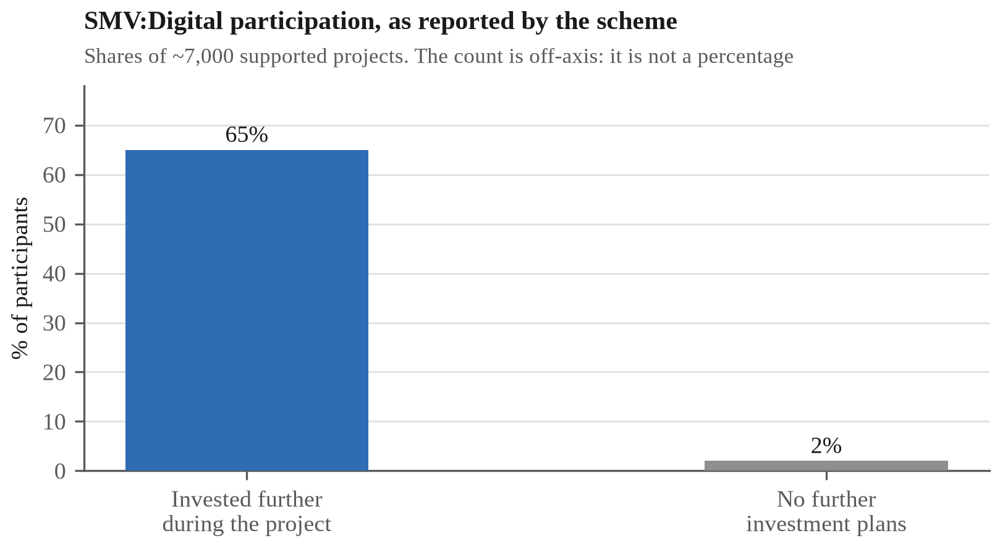 SMV:Digital participation, as reported by the scheme
Shares of ~7,000 supported projects. The count is off-axis: it is not a percentage
% of participants
70
60
50
40
30
20
10
0
65%
2%
Invested further
during the project
No further
investment plans